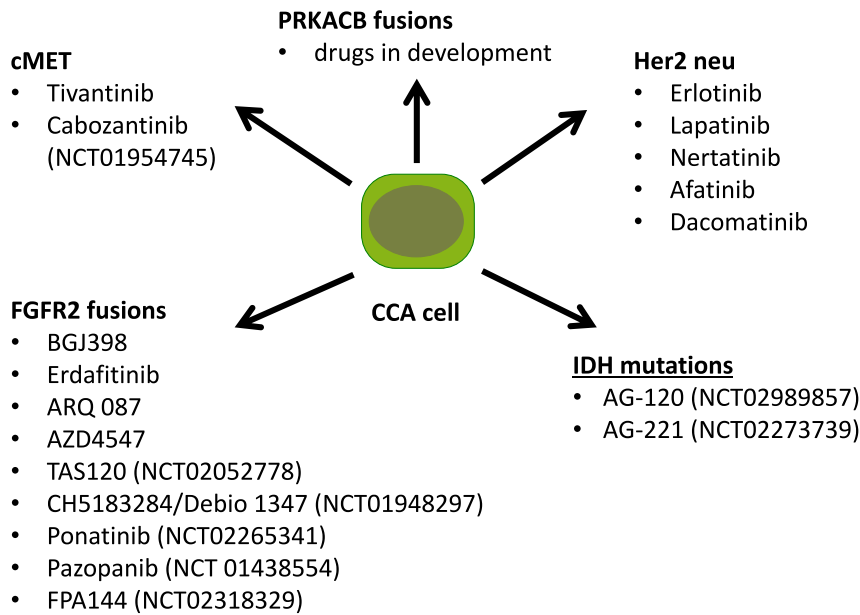 PRKACB fusions
• drugs in development
cMET
• Tivantinib
• Cabozantinib
(NCT01954745)
Her2 neu
• Erlotinib
• Lapatinib
• Nertatinib
• Afatinib
• Dacomatinib
CCA cell
FGFR2 fusions
• BGJ398
• Erdafitinib
• ARQ 087
• AZD4547
• TAS120 (NCT02052778)
• CH5183284/Debio 1347 (NCT01948297)
• Ponatinib (NCT02265341)
• Pazopanib (NCT 01438554)
• FPA144 (NCT02318329)
IDH mutations
• AG-120 (NCT02989857)
• AG-221 (NCT02273739)